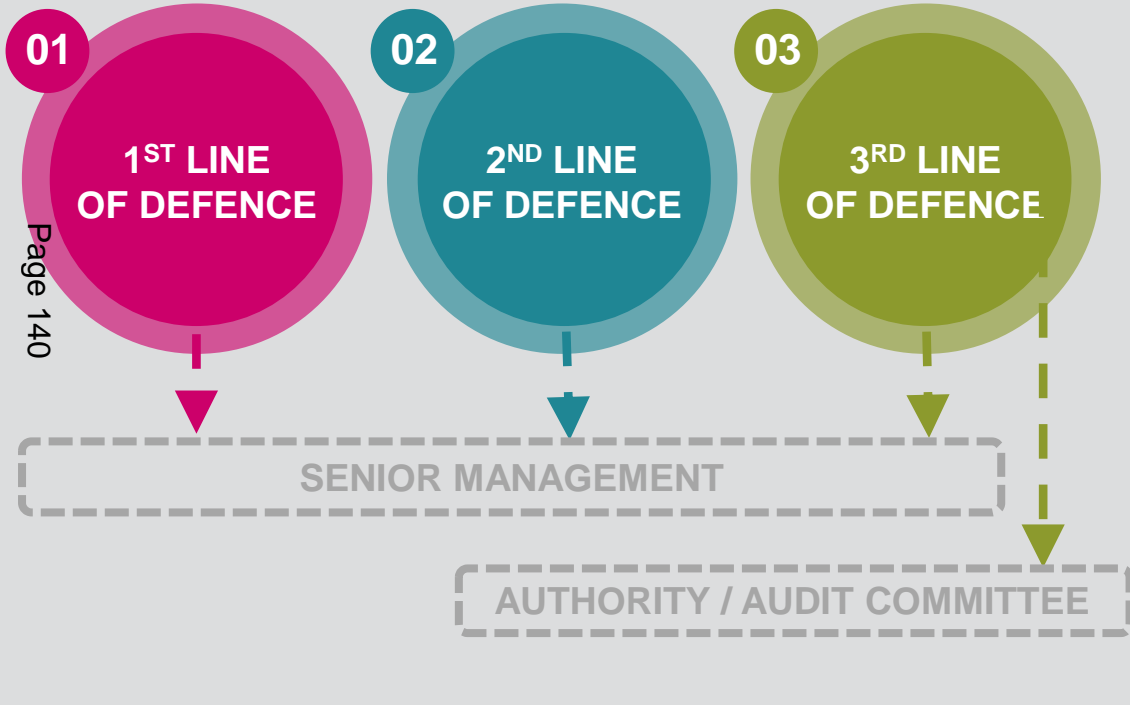 01
1ST LINE
OF DEFENCE
02
2ND LINE
OF DEFENCE
03
3RD LINE
OF DEFENCE
Page 140
SENIOR MANAGEMENT
AUTHORITY / AUDIT COMMITTEE